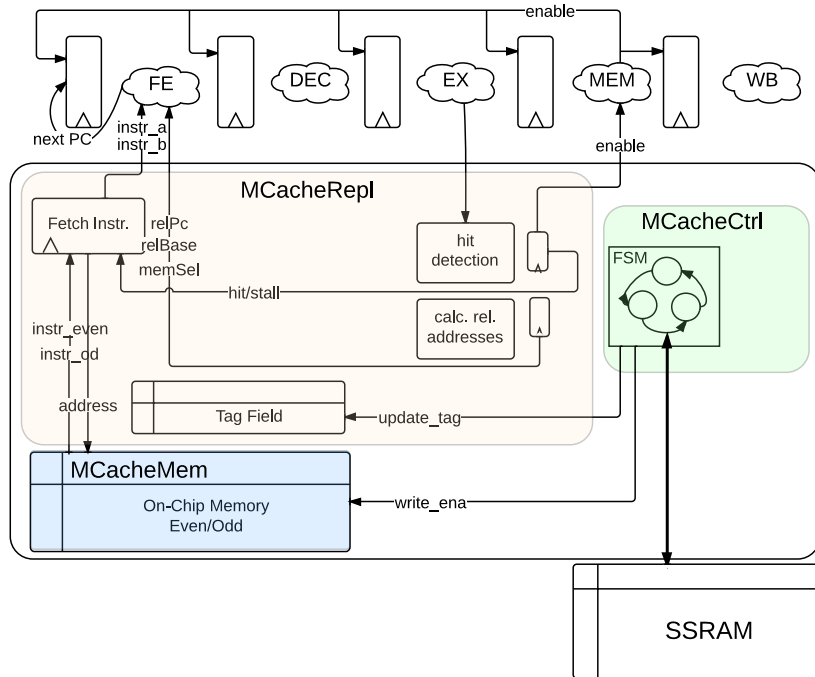 enable
FE
DEC
EX
MEM
WB
next PC
instr_a
instr_b
enable
MCacheRepl
MCacheCtrl
Fetch Instr.
relPc
relBase
memSel
hit
detection
FSM
hit/stall
calc. rel.
addresses
instr_even
instr_od
address
Tag Field
update_tag
MCacheMem
On-Chip Memory
Even/Odd
write_ena
SSRAM